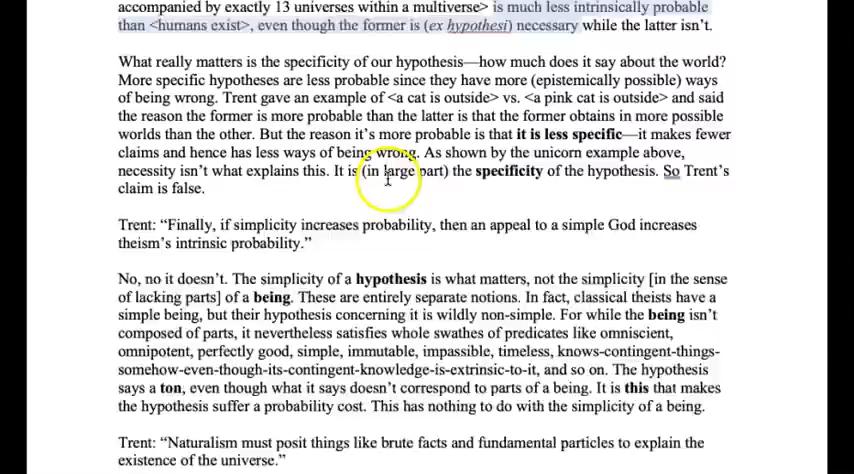 accompanied by exactly 13 universes within a multiverse> is much less intrinsically probable
than <humans exist>, even though the former is (ex hypothesi) necessary while the latter isn't.
What really matters is the specificity of our hypothesis—how much does it say about the world?
More specific hypotheses are less probable since they have more (epistemically possible) ways
of being wrong. Trent gave an example of <a cat is outside> vs. <a pink cat is outside> and said
the reason the former is more probable than the latter is that the former obtains in more possible
worlds than the other. But the reason it's more probable is that it is less specific—it makes fewer
claims and hence has less ways of being wrong. As shown by the unicorn example above,
necessity isn't what explains this. It is (in large part) the specificity of the hypothesis. So Trent's
claim is false.
Trent: “Finally, if simplicity increases probability, then an appeal to a simple God increases
theism's intrinsic probability.”
No, no it doesn't. The simplicity of a hypothesis is what matters, not the simplicity [in the sense
of lacking parts] of a being. These are entirely separate notions. In fact, classical theists have a
simple being, but their hypothesis concerning it is wildly non-simple. For while the being isn't
composed of parts, it nevertheless satisfies whole swathes of predicates like omniscient,
omnipotent, perfectly good, simple, immutable, impassible, timeless, knows-contingent-things-
somehow-even-though-its-contingent-knowledge-is-extrinsic-to-it, and so on. The hypothesis
says a ton, even though what it says doesn't correspond to parts of a being. It is this that makes
the hypothesis suffer a probability cost. This has nothing to do with the simplicity of a being.
Trent: “Naturalism must posit things like brute facts and fundamental particles to explain the
existence of the universe.”